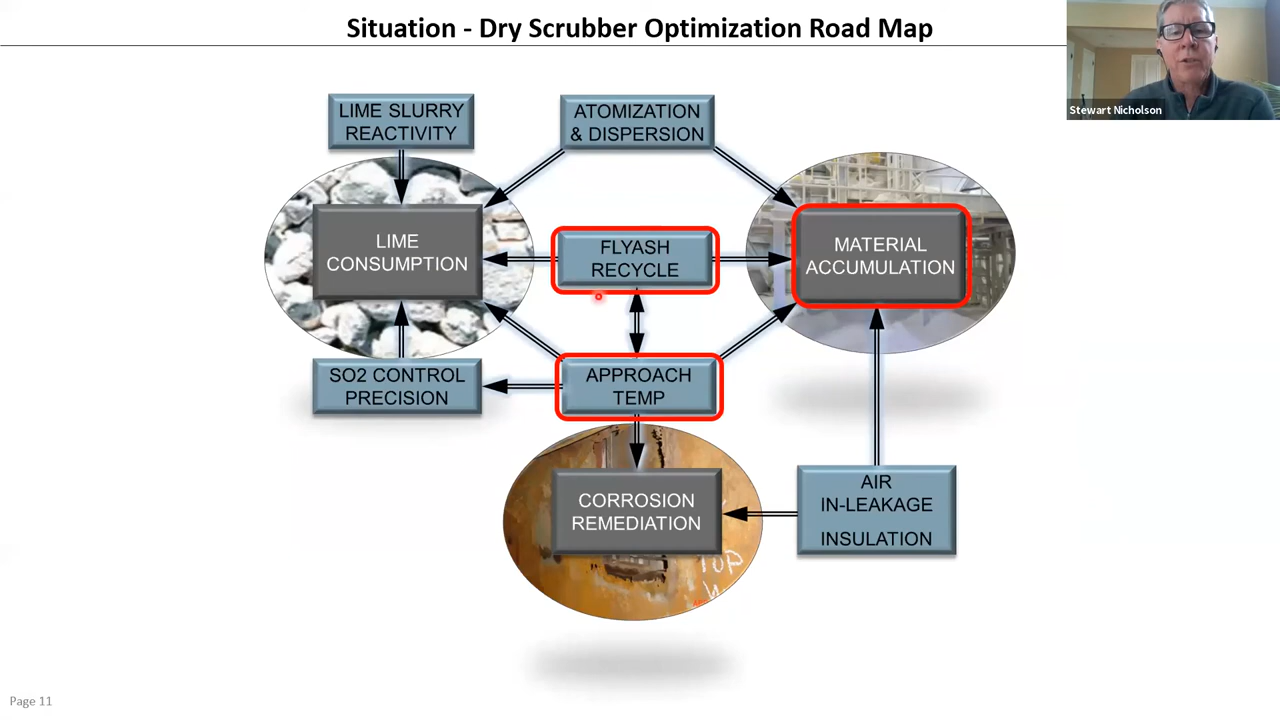 Situation - Dry Scrubber Optimization Road Map
Stewart Nicholson
LIME SLURRY
REACTIVITY
ATOMIZATION
& DISPERSION
LIME
CONSUMPTION
FLYASH
RECYCLE
MATERIAL
ACCUMULATION
SO2 CONTROL
PRECISION
APPROACH
TEMP
CORROSION
REMEDIATION
AIR
IN-LEAKAGE
INSULATION
TOP
Page 11